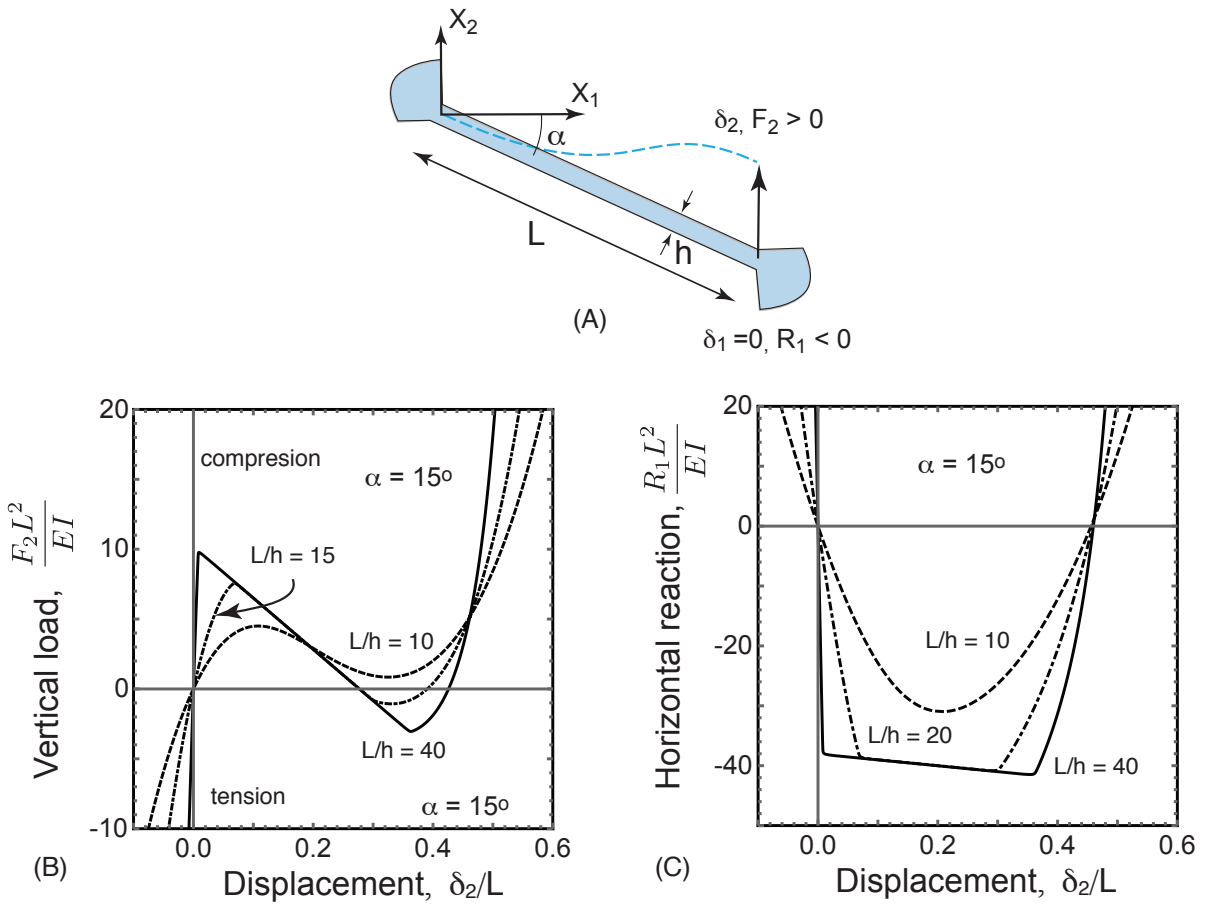 X₂
X₁
α
δ₂, F₂ > 0
L
h
(A)
δ₁ =0, R₁ < 0
Vertical load, F₂L²/EI
20
10
0
-10
compresion
α = 15º
L/h = 15
L/h = 10
L/h = 40
tension
α = 15º
0.0 0.2 0.4 0.6
(B)
Displacement, δ₂/L
Horizontal reaction, R₁L²/EI
20
0
-20
-40
α = 15º
L/h = 10
L/h = 20
L/h = 40
0.0 0.2 0.4 0.6
(C)
Displacement, δ₂/L